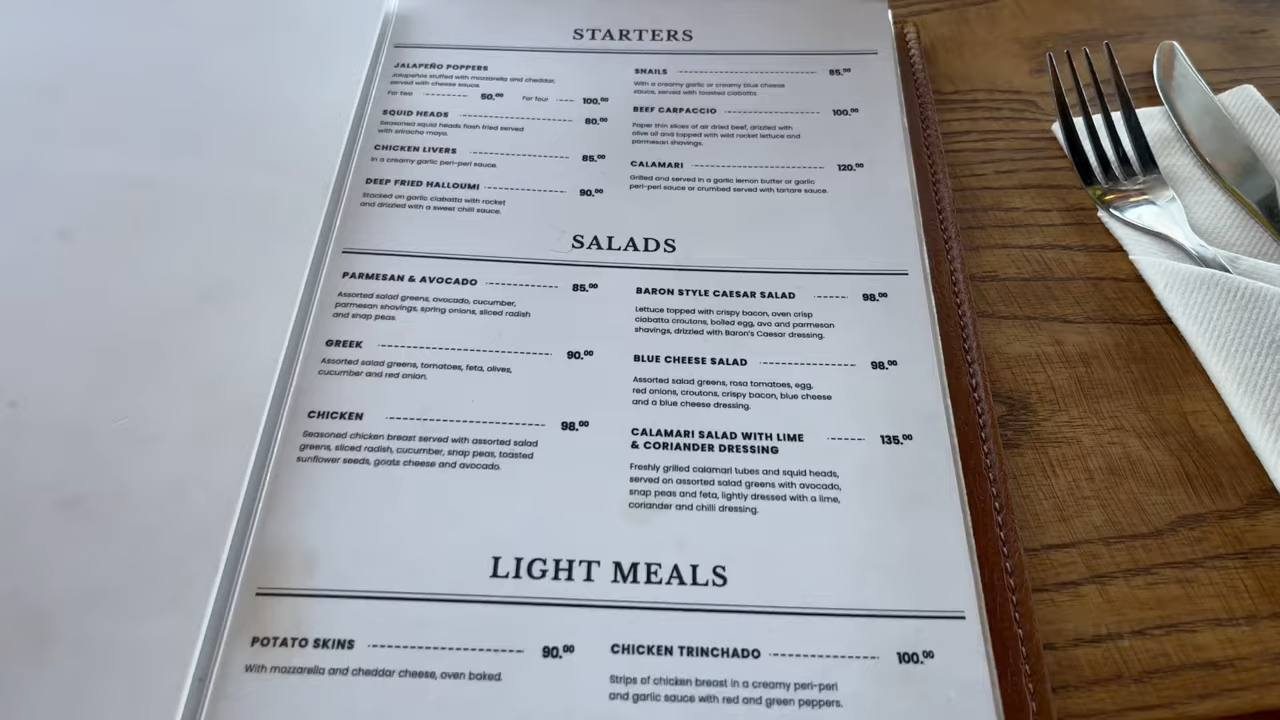 STARTERS
JALAPEÑO POPPERS
Jalapeños stuffed with mozzarella and cheddar,
served with cheese sauce.
For two 50.00 For four 100.00
SQUID HEADS 80.00
Seasoned squid heads flash fried served
with sriracha mayo.
CHICKEN LIVERS 85.00
In a creamy garlic peri-peri sauce.
DEEP FRIED HALLOUMI 90.00
Stacked on garlic ciabatta with rocket
and drizzled with a sweet chilli sauce.
SNAILS 85.00
With a creamy garlic or creamy blue cheese
sauce, served with toasted ciabatta.
BEEF CARPACCIO 100.00
Paper thin slices of air dried beef, drizzled with
olive oil and topped with wild rocket lettuce and
parmesan shavings.
CALAMARI 120.00
Grilled and served in a garlic lemon butter or garlic
peri-peri sauce or crumbed served with tartare sauce.
SALADS
PARMESAN & AVOCADO 85.00
Assorted salad greens, avocado, cucumber,
parmesan shavings, spring onions, sliced radish
and snap peas.
GREEK 90.00
Assorted salad greens, tomatoes, feta, olives,
cucumber and red onion.
CHICKEN 98.00
Seasoned chicken breast served with assorted salad
greens, sliced radish, cucumber, snap peas, toasted
sunflower seeds, goats cheese and avocado.
BARON STYLE CAESAR SALAD 98.00
Lettuce topped with crispy bacon, oven crisp
ciabatta croutons, boiled egg, avo and parmesan
shavings, drizzled with Baron's Caesar dressing.
BLUE CHEESE SALAD 98.00
Assorted salad greens, rosa tomatoes, egg,
red onions, croutons, crispy bacon, blue cheese
and a blue cheese dressing.
CALAMARI SALAD WITH LIME 135.00
& CORIANDER DRESSING
Freshly grilled calamari tubes and squid heads,
served on assorted salad greens with avocado,
snap peas and feta, lightly dressed with a lime,
coriander and chilli dressing.
LIGHT MEALS
POTATO SKINS 90.00
With mozzarella and cheddar cheese, oven baked.
CHICKEN TRINCHADO 100.00
Strips of chicken breast in a creamy peri-peri
and garlic sauce with red and green peppers.